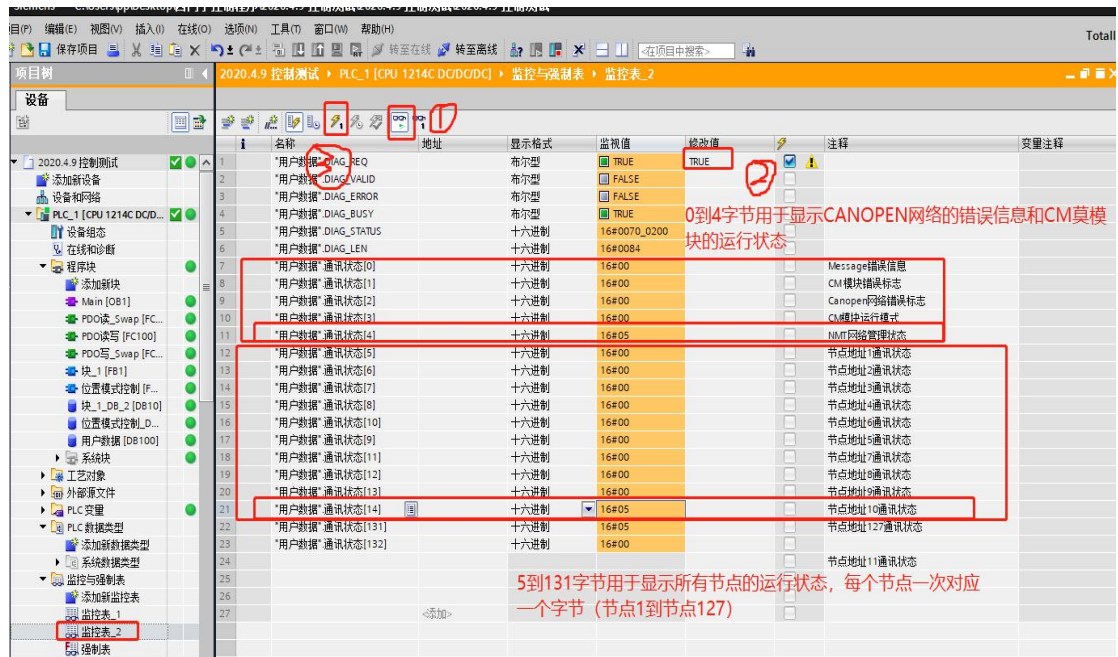 目(P) 编辑(E) 视图(V) 插入(I) 在线(O) 选项(N) 工具(T) 窗口(W) 帮助(H)
Totall
保存项目 转至在线 转至离线 <在项目中搜索>
项目树
2020.4.9 控制测试 PLC_1 [CPU 1214C DC/DC/DC] 监控与强制表 监控表_2
设备
①
i 名称 地址 显示格式 监视值 修改值 注释 变量注释
2020.4.9 控制测试
添加新设备
设备和网络
PLC_1 [CPU 1214C DC/D...
设备组态
在线和诊断
程序块
添加新块
Main [OB1]
PDO读_Swap [FC...
PDO读写 [FC100]
PDO写_Swap [FC...
块_1 [FB1]
位置模式控制 [F...
块_1_DB_2 [DB10]
位置模式控制_D...
用户数据 [DB100]
系统块
工艺对象
外部源文件
PLC 变量
PLC 数据类型
添加新数据类型
系统数据类型
监控与强制表
添加新监控表
监控表_1
监控表_2
强制表
1 "用户数据".DIAG_REQ 布尔型 TRUE TRUE
2 "用户数据".DIAG_VALID 布尔型 FALSE
3 "用户数据".DIAG_ERROR 布尔型 FALSE
4 "用户数据".DIAG_BUSY 布尔型 TRUE
5 "用户数据".DIAG_STATUS 十六进制 16#0070_0200
6 "用户数据".DIAG_LEN 十六进制 16#0084
7 "用户数据".通讯状态[0] 十六进制 16#00 Message错误信息
8 "用户数据".通讯状态[1] 十六进制 16#00 CM 模块错误标志
9 "用户数据".通讯状态[2] 十六进制 16#00 Canopen网络错误标志
10 "用户数据".通讯状态[3] 十六进制 16#00 CM模块运行模式
11 "用户数据".通讯状态[4] 十六进制 16#05 NMT网络管理状态
12 "用户数据".通讯状态[5] 十六进制 16#00 节点地址1通讯状态
13 "用户数据".通讯状态[6] 十六进制 16#00 节点地址2通讯状态
14 "用户数据".通讯状态[7] 十六进制 16#00 节点地址3通讯状态
15 "用户数据".通讯状态[8] 十六进制 16#00 节点地址4通讯状态
16 "用户数据".通讯状态[10] 十六进制 16#00 节点地址6通讯状态
17 "用户数据".通讯状态[9] 十六进制 16#00 节点地址5通讯状态
18 "用户数据".通讯状态[11] 十六进制 16#00 节点地址7通讯状态
19 "用户数据".通讯状态[12] 十六进制 16#00 节点地址8通讯状态
20 "用户数据".通讯状态[13] 十六进制 16#00 节点地址9通讯状态
21 "用户数据".通讯状态[14] 十六进制 16#05 节点地址10通讯状态
22 "用户数据".通讯状态[131] 十六进制 16#05 节点地址127通讯状态
23 "用户数据".通讯状态[132] 十六进制 16#00
24 节点地址11通讯状态
25
26
27 <添加>
③
②
0到4字节用于显示CANOPEN网络的错误信息和CM莫模
块的运行状态
5到131字节用于显示所有节点的运行状态，每个节点一次对应
一个字节（节点1到节点127）